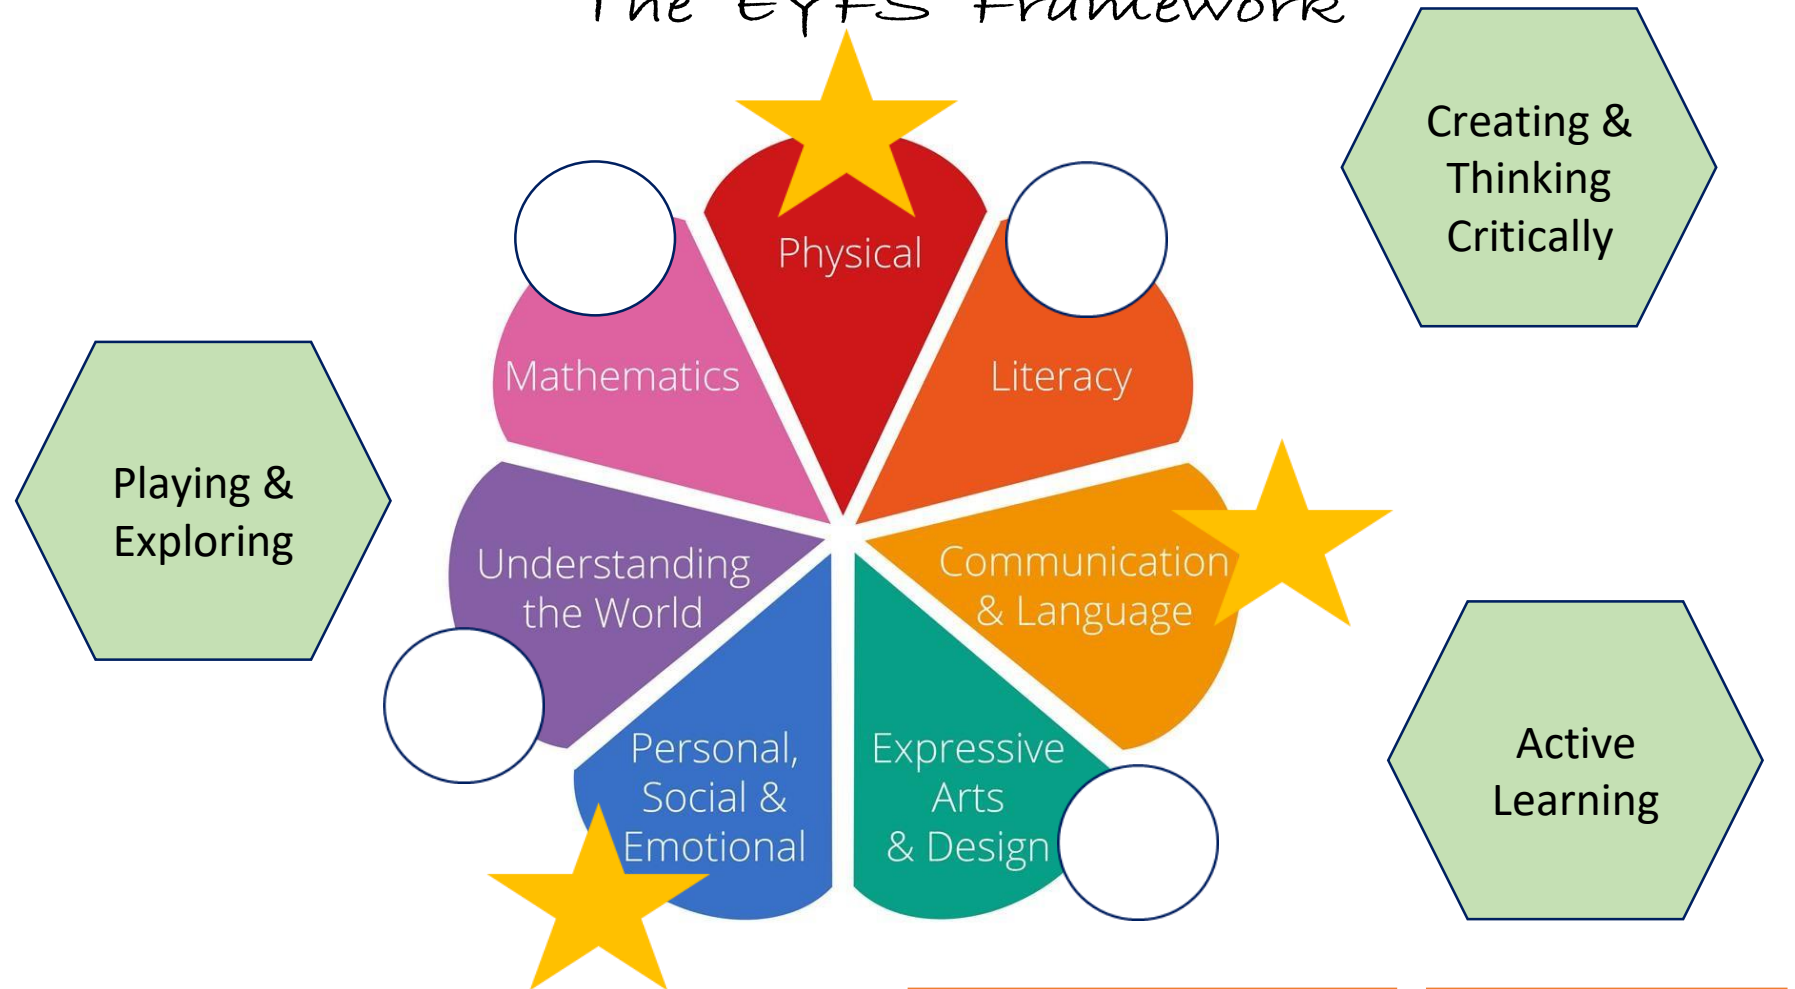 The EYFS Framework
Creating &
Thinking
Critically
Physical
Mathematics
Literacy
Playing &
Exploring
Understanding
the World
Communication
& Language
Personal,
Social &
Emotional
Expressive
Arts
& Design
Active
Learning